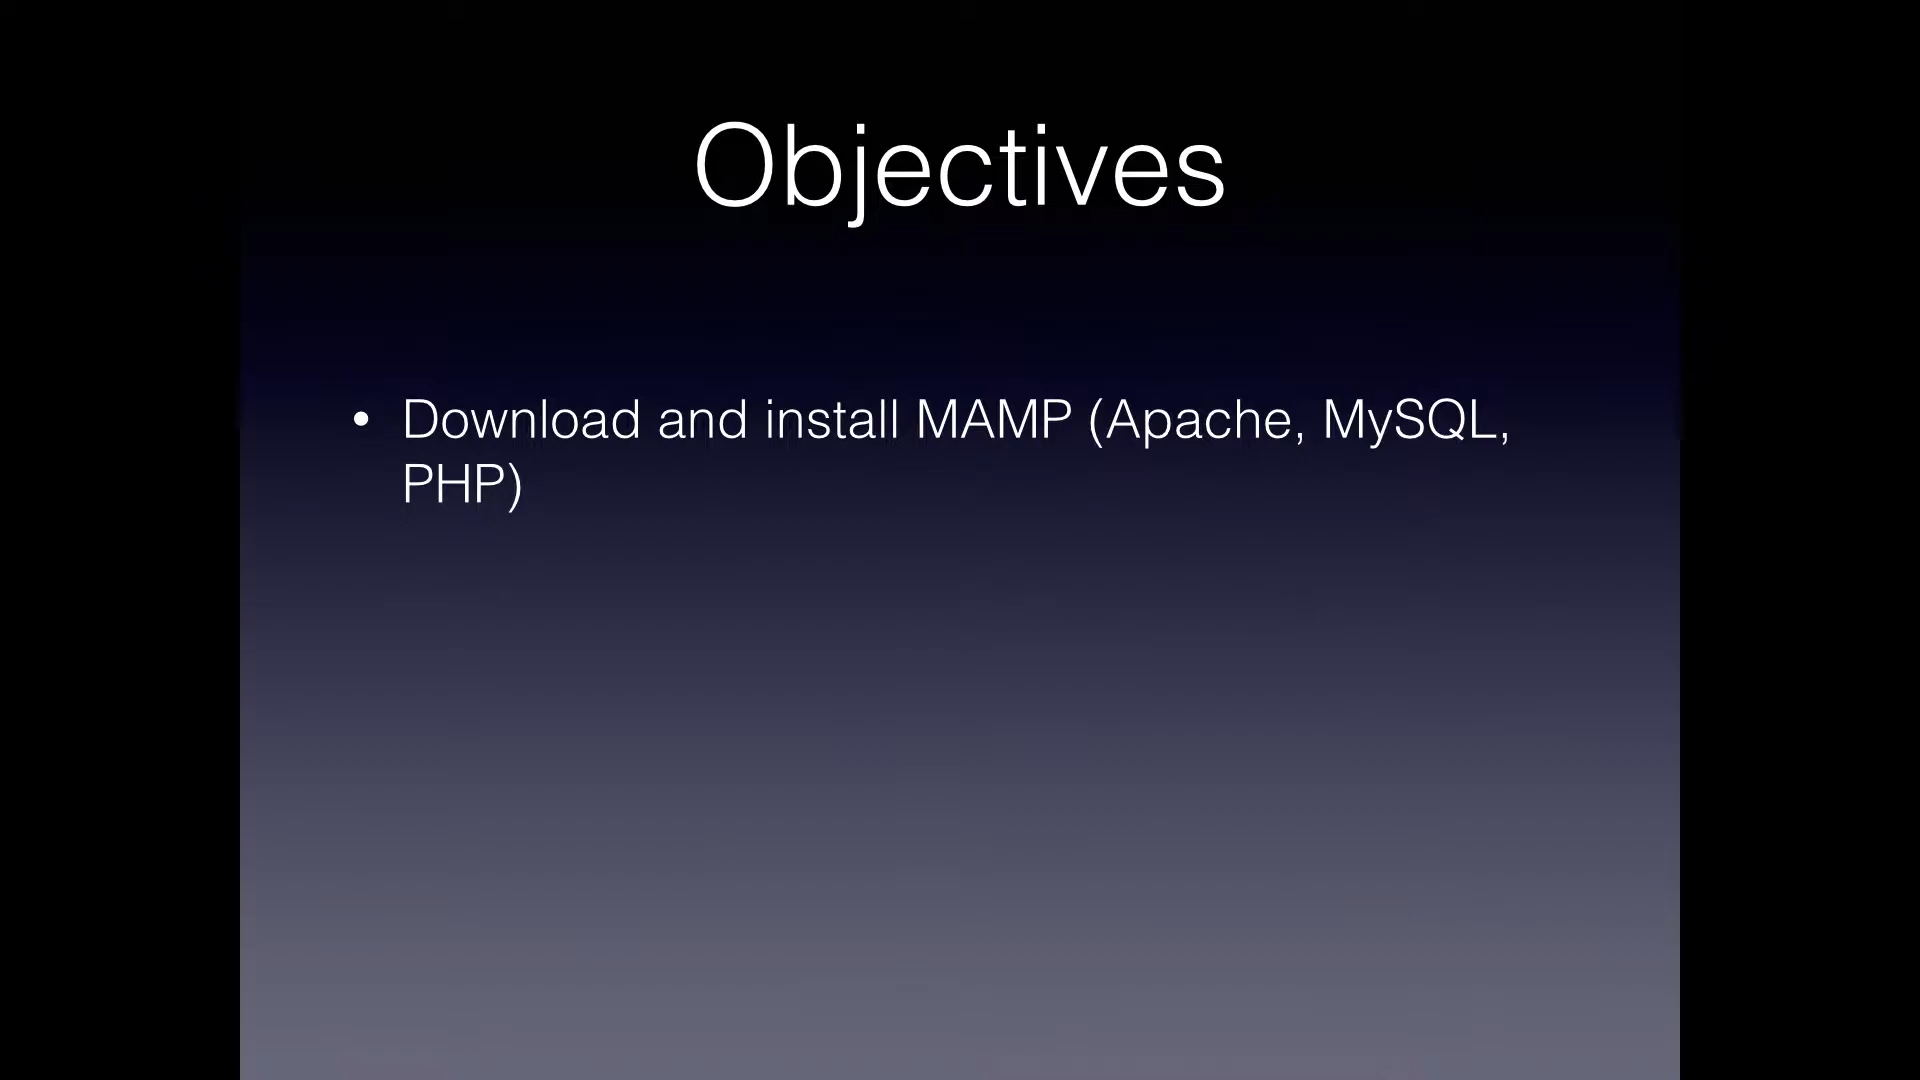 Objectives
• Download and install MAMP (Apache, MySQL,
PHP)